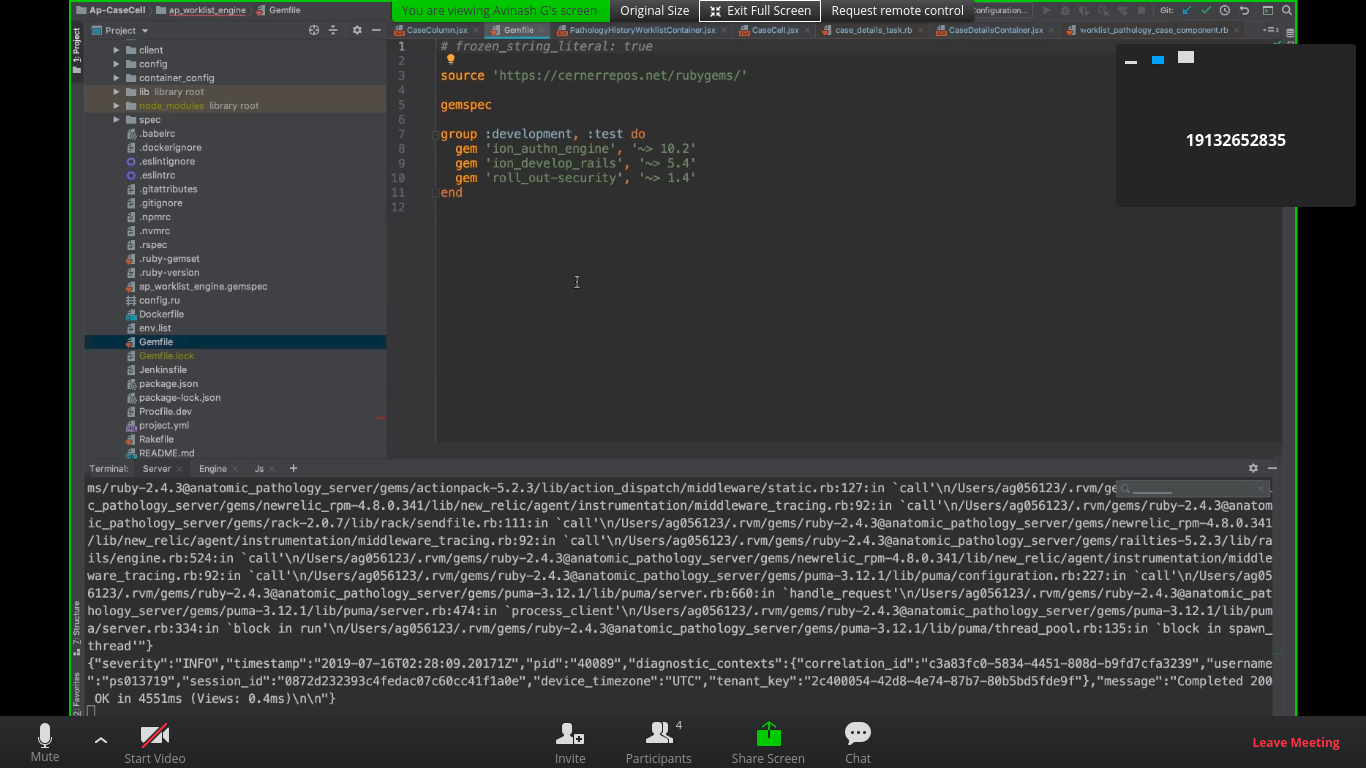 Ap-CaseCell
ap_worklist_engine
Gemfile
You are viewing Avinash G's screen
Original Size
Exit Full Screen
Request remote control
onfiguration...
Git:
Project
CaseColumn.jsx
Gemfile
PathologyHistoryWorklistContainer.jsx
CaseCell.jsx
case_details_task.rb
CaseDetailsContainer.jsx
worklist_pathology_case_component.rb
1: Project
client
config
container_config
lib library root
node_modules library root
spec
.babelrc
.dockerignore
.eslintignore
.eslintrc
.gitattributes
.gitignore
.npmrc
.nvmrc
.rspec
.ruby-gemset
.ruby-version
ap_worklist_engine.gemspec
config.ru
Dockerfile
env.list
Gemfile
Gemfile.lock
Jenkinsfile
package.json
package-lock.json
Procfile.dev
project.yml
Rakefile
README.md
1 # frozen_string_literal: true
2
3 source 'https://cernerrepos.net/rubygems/'
4
5 gemspec
6
7 group :development, :test do
8 gem 'ion_authn_engine', '~> 10.2'
9 gem 'ion_develop_rails', '~> 5.4'
10 gem 'roll_out-security', '~> 1.4'
11 end
12
19132652835
Terminal: Server Engine Js +
ms/ruby-2.4.3@anatomic_pathology_server/gems/actionpack-5.2.3/lib/action_dispatch/middleware/static.rb:127:in `call'\n/Users/ag056123/.rvm/ge
c_pathology_server/gems/newrelic_rpm-4.8.0.341/lib/new_relic/agent/instrumentation/middleware_tracing.rb:92:in `call'\n/Users/ag056123/.rvm/gems/ruby-2.4.3@anatom
ic_pathology_server/gems/rack-2.0.7/lib/rack/sendfile.rb:111:in `call'\n/Users/ag056123/.rvm/gems/ruby-2.4.3@anatomic_pathology_server/gems/newrelic_rpm-4.8.0.341
/lib/new_relic/agent/instrumentation/middleware_tracing.rb:92:in `call'\n/Users/ag056123/.rvm/gems/ruby-2.4.3@anatomic_pathology_server/gems/railties-5.2.3/lib/ra
ils/engine.rb:524:in `call'\n/Users/ag056123/.rvm/gems/ruby-2.4.3@anatomic_pathology_server/gems/newrelic_rpm-4.8.0.341/lib/new_relic/agent/instrumentation/middle
ware_tracing.rb:92:in `call'\n/Users/ag056123/.rvm/gems/ruby-2.4.3@anatomic_pathology_server/gems/puma-3.12.1/lib/puma/configuration.rb:227:in `call'\n/Users/ag05
6123/.rvm/gems/ruby-2.4.3@anatomic_pathology_server/gems/puma-3.12.1/lib/puma/server.rb:660:in `handle_request'\n/Users/ag056123/.rvm/gems/ruby-2.4.3@anatomic_pat
hology_server/gems/puma-3.12.1/lib/puma/server.rb:474:in `process_client'\n/Users/ag056123/.rvm/gems/ruby-2.4.3@anatomic_pathology_server/gems/puma-3.12.1/lib/pum
a/server.rb:334:in `block in run'\n/Users/ag056123/.rvm/gems/ruby-2.4.3@anatomic_pathology_server/gems/puma-3.12.1/lib/puma/thread_pool.rb:135:in `block in spawn_
thread'"}
{"severity":"INFO","timestamp":"2019-07-16T02:28:09.20171Z","pid":"40089","diagnostic_contexts":{"correlation_id":"c3a83fc0-5834-4451-808d-b9fd7cfa3239","username
":"ps013719","session_id":"0872d232393c4fedac07c60cc41f1a0e","device_timezone":"UTC","tenant_key":"2c400054-42d8-4e74-87b7-80b5bd5fde9f"},"message":"Completed 200
OK in 4551ms (Views: 0.4ms)\n\n"}
Z: Structure
2: Favorites
Mute
Start Video
Invite
4
Participants
Share Screen
Chat
Leave Meeting